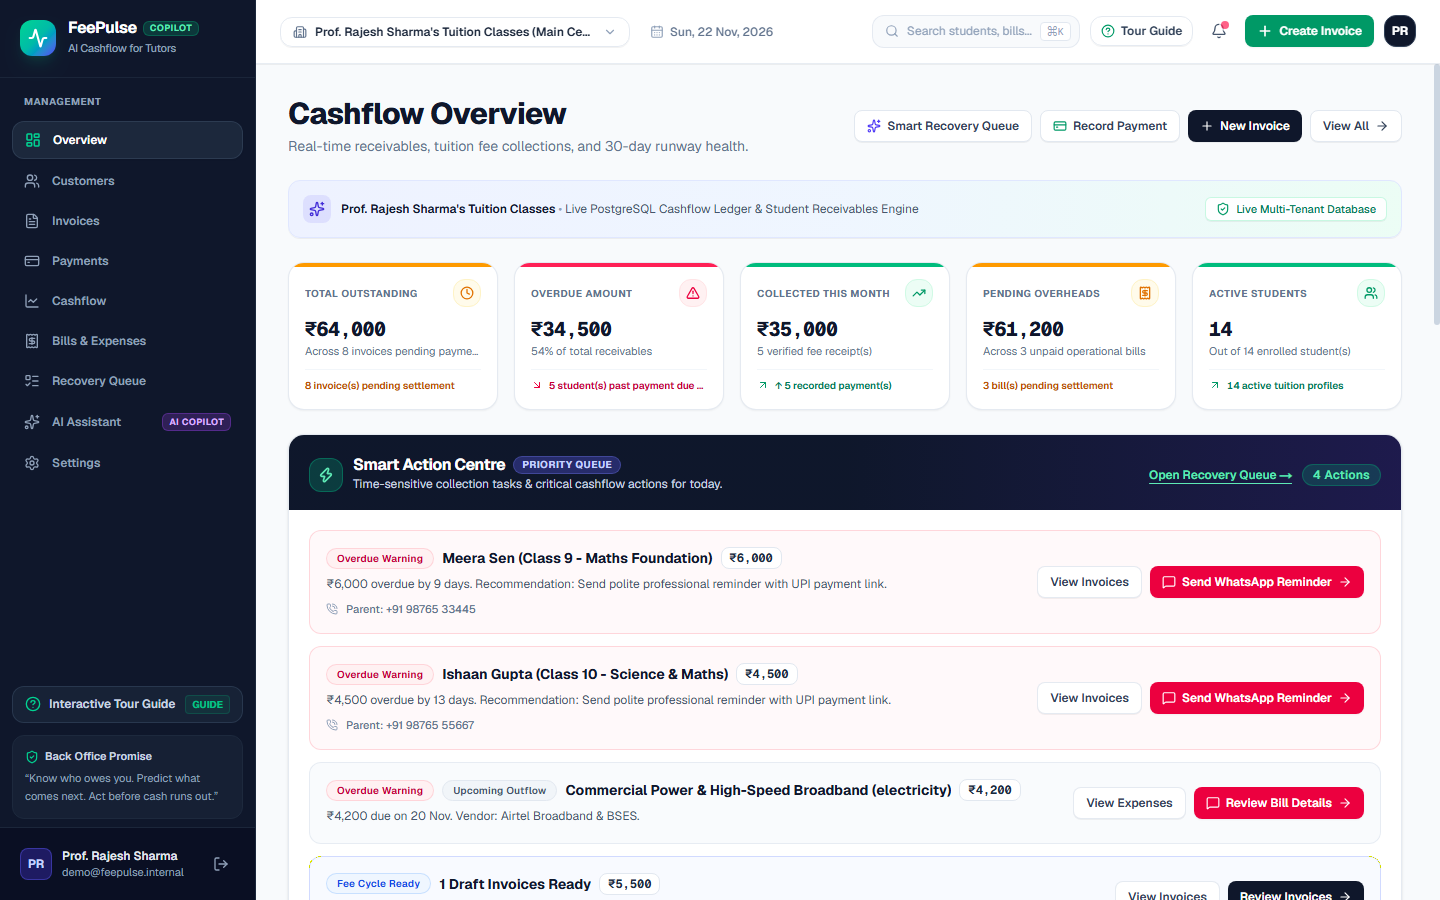 FeePulse COPILOT
AI Cashflow for Tutors
Prof. Rajesh Sharma's Tuition Classes (Main Ce...
Sun, 22 Nov, 2026
Search students, bills... ⌘K
Tour Guide
Create Invoice
PR
MANAGEMENT
Overview
Customers
Invoices
Payments
Cashflow
Bills & Expenses
Recovery Queue
AI Assistant AI COPILOT
Settings
Interactive Tour Guide GUIDE
Back Office Promise
“Know who owes you. Predict what
comes next. Act before cash runs out.”
PR
Prof. Rajesh Sharma
demo@feepulse.internal
Cashflow Overview
Real-time receivables, tuition fee collections, and 30-day runway health.
Smart Recovery Queue
Record Payment
New Invoice
View All
Prof. Rajesh Sharma's Tuition Classes • Live PostgreSQL Cashflow Ledger & Student Receivables Engine
Live Multi-Tenant Database
TOTAL OUTSTANDING
₹64,000
Across 8 invoices pending payme...
8 invoice(s) pending settlement
OVERDUE AMOUNT
₹34,500
54% of total receivables
5 student(s) past payment due ...
COLLECTED THIS MONTH
₹35,000
5 verified fee receipt(s)
↑ 5 recorded payment(s)
PENDING OVERHEADS
₹61,200
Across 3 unpaid operational bills
3 bill(s) pending settlement
ACTIVE STUDENTS
14
Out of 14 enrolled student(s)
14 active tuition profiles
Smart Action Centre PRIORITY QUEUE
Time-sensitive collection tasks & critical cashflow actions for today.
Open Recovery Queue →
4 Actions
Overdue Warning Meera Sen (Class 9 - Maths Foundation) ₹6,000
₹6,000 overdue by 9 days. Recommendation: Send polite professional reminder with UPI payment link.
Parent: +91 98765 33445
View Invoices
Send WhatsApp Reminder
Overdue Warning Ishaan Gupta (Class 10 - Science & Maths) ₹4,500
₹4,500 overdue by 13 days. Recommendation: Send polite professional reminder with UPI payment link.
Parent: +91 98765 55667
View Invoices
Send WhatsApp Reminder
Overdue Warning Upcoming Outflow Commercial Power & High-Speed Broadband (electricity) ₹4,200
₹4,200 due on 20 Nov. Vendor: Airtel Broadband & BSES.
View Expenses
Review Bill Details
Fee Cycle Ready 1 Draft Invoices Ready ₹5,500
View Invoices
Review Invoices